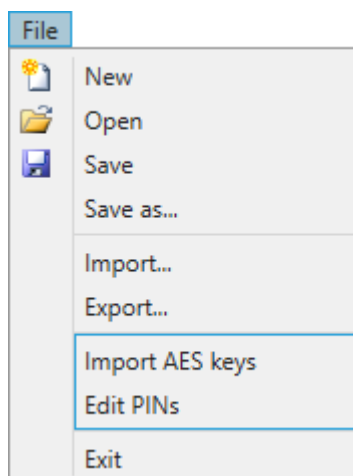 File
New
Open
Save
Save as...
Import...
Export...
Import AES keys
Edit PINs
Exit